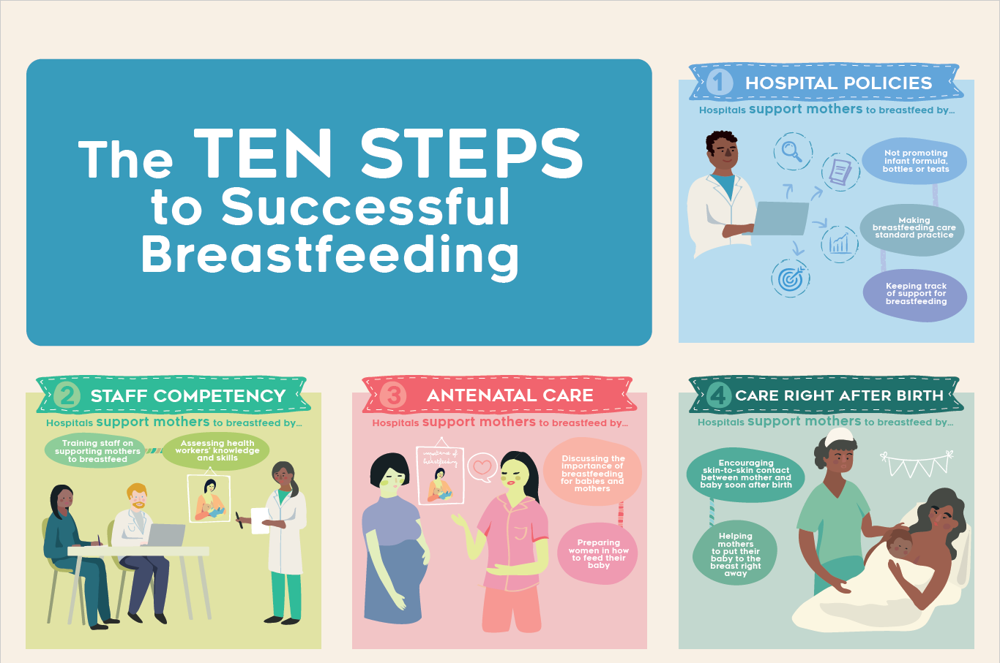 The TEN STEPS
to Successful
Breastfeeding
1 HOSPITAL POLICIES
Hospitals support mothers to breastfeed by...
Not promoting
infant formula,
bottles or teats
Making
breastfeeding care
standard practice
Keeping track
of support for
breastfeeding
2 STAFF COMPETENCY
Hospitals support mothers to breastfeed by...
Training staff on
supporting mothers
to breastfeed
Assessing health
workers' knowledge
and skills
3 ANTENATAL CARE
Hospitals support mothers to breastfeed by...
importance of
breastfeeding
Discussing the
importance of
breastfeeding
for babies and
mothers
Preparing
women in how
to feed their
baby
4 CARE RIGHT AFTER BIRTH
Hospitals support mothers to breastfeed by...
Encouraging
skin-to-skin contact
between mother and
baby soon after birth
Helping
mothers
to put their
baby to the
breast right
away